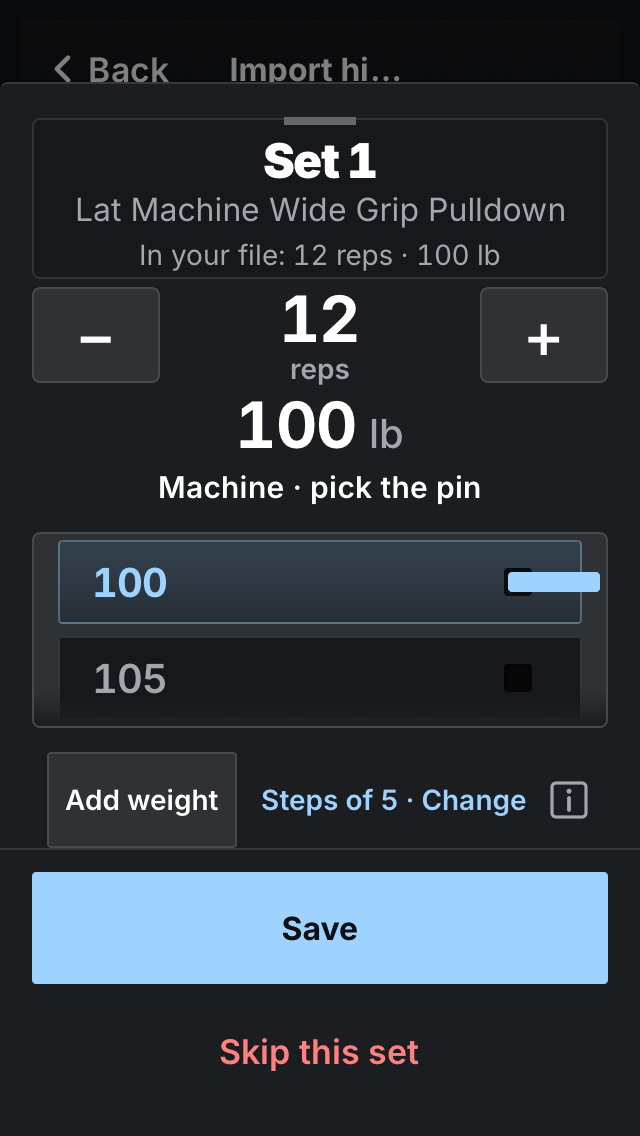 Back
Import hi...
Set 1
Lat Machine Wide Grip Pulldown
In your file: 12 reps · 100 lb
− 12 +
reps
100 lb
Machine · pick the pin
100
105
Add weight
Steps of 5 · Change
Save
Skip this set